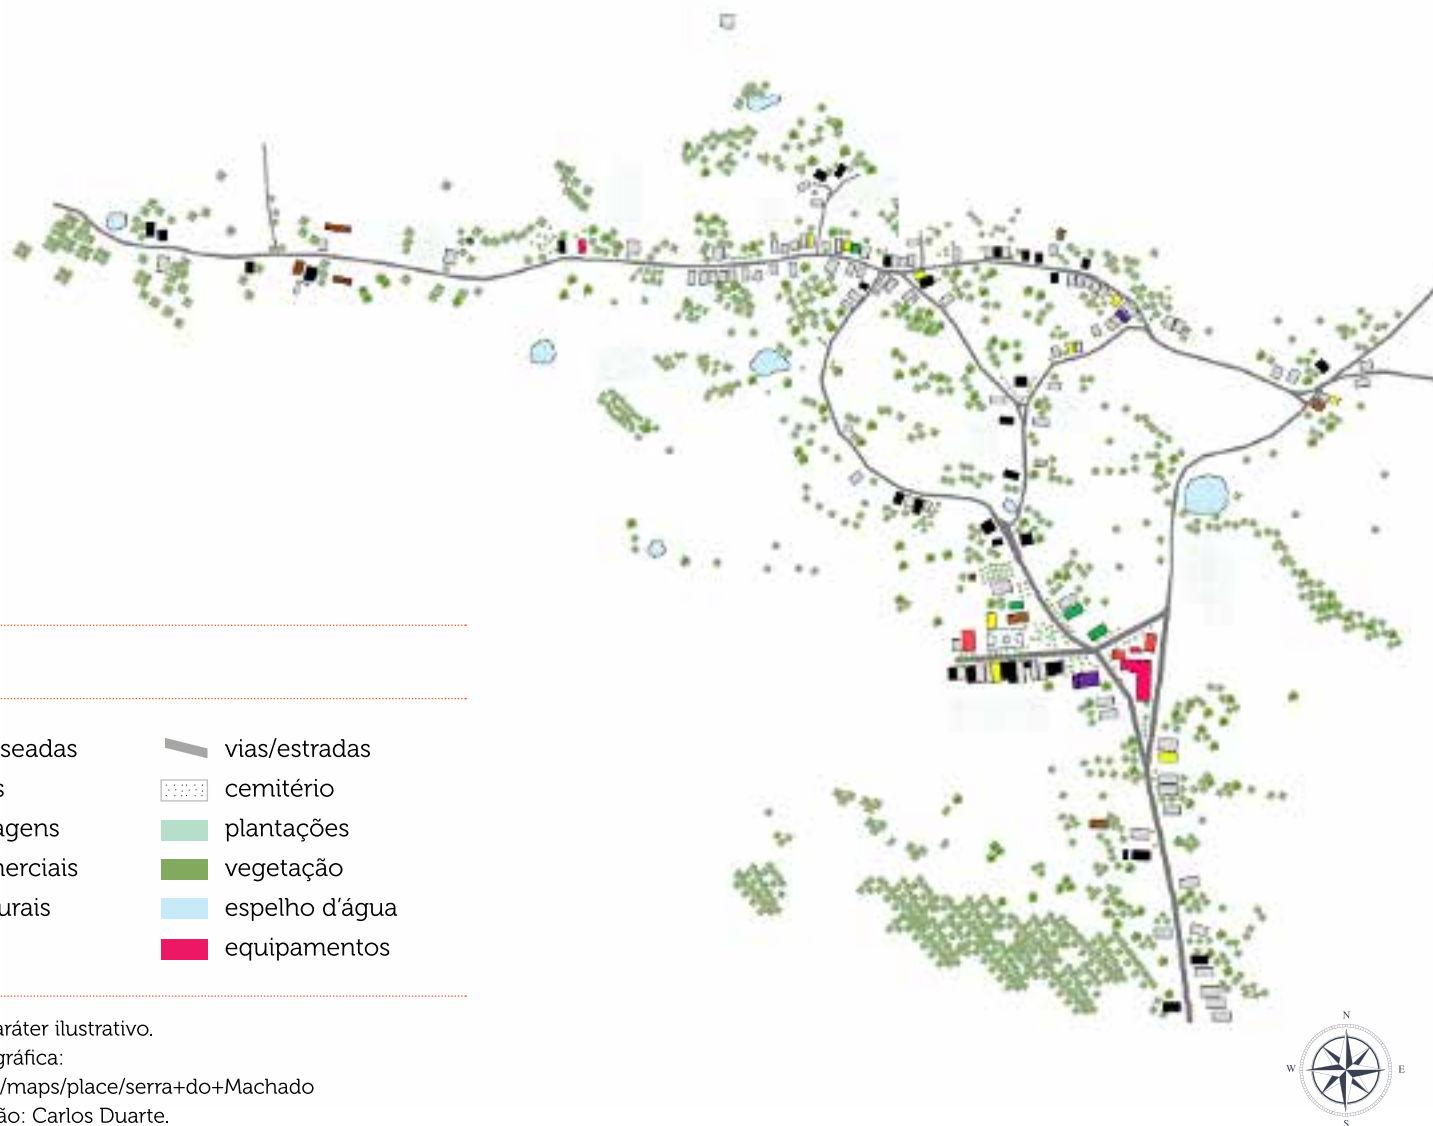 seadas
s
agens
erciais
urais
vias/estradas
cemitério
plantações
vegetação
espelho d'água
equipamentos
aráter ilustrativo.
gráfica:
/maps/place/serra+do+Machado
ão: Carlos Duarte.
N
W
E
S